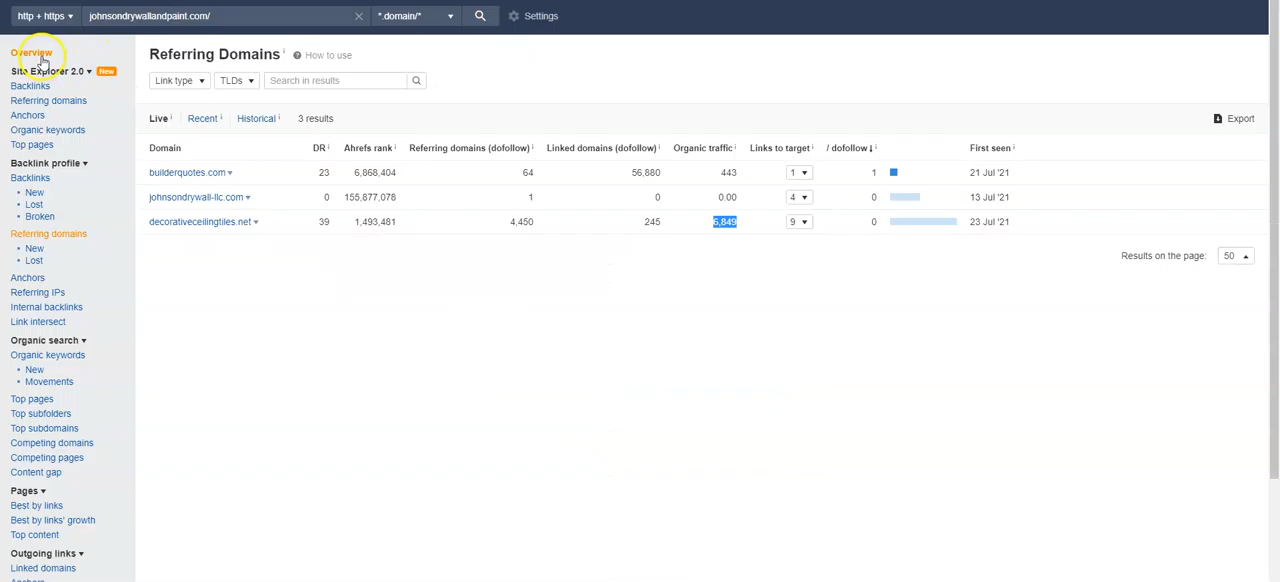 http + https johnsondrywallandpaint.com/ *.domain/* Settings
Overview
Site Explorer 2.0 New
Backlinks
Referring domains
Anchors
Organic keywords
Top pages
Backlink profile
Backlinks
• New
• Lost
• Broken
Referring domains
• New
• Lost
Anchors
Referring IPs
Internal backlinks
Link intersect
Organic search
Organic keywords
• New
• Movements
Top pages
Top subfolders
Top subdomains
Competing domains
Competing pages
Content gap
Pages
Best by links
Best by links' growth
Top content
Outgoing links
Linked domains
Anchors
Referring Domains i ? How to use
Link type TLDs Search in results
Live i Recent i Historical i 3 results Export
Domain DR i Ahrefs rank i Referring domains (dofollow) i Linked domains (dofollow) i Organic traffic i Links to target i / dofollow ↓ i First seen i
builderquotes.com 23 6,868,404 64 56,880 443 1 1 21 Jul '21
johnsondrywall-llc.com 0 155,877,078 1 0 0.00 4 0 13 Jul '21
decorativeceilingtiles.net 39 1,493,481 4,450 245 6,849 9 0 23 Jul '21
Results on the page: 50